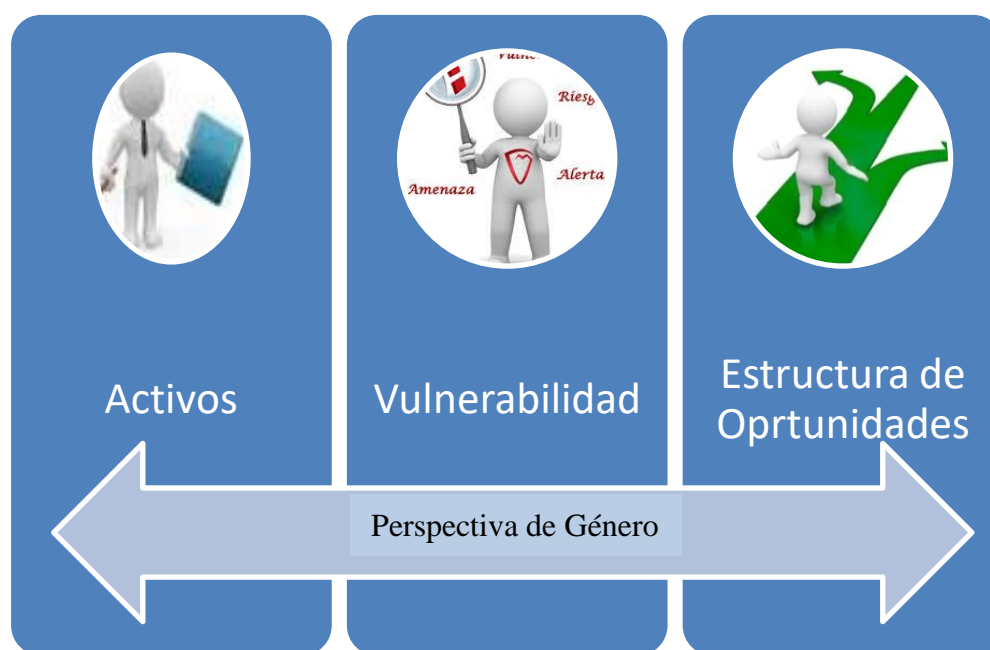 Riesg
Amenaza
Alerta
Activos
Vulnerabilidad
Estructura de
Oprtunidades
Perspectiva de Género